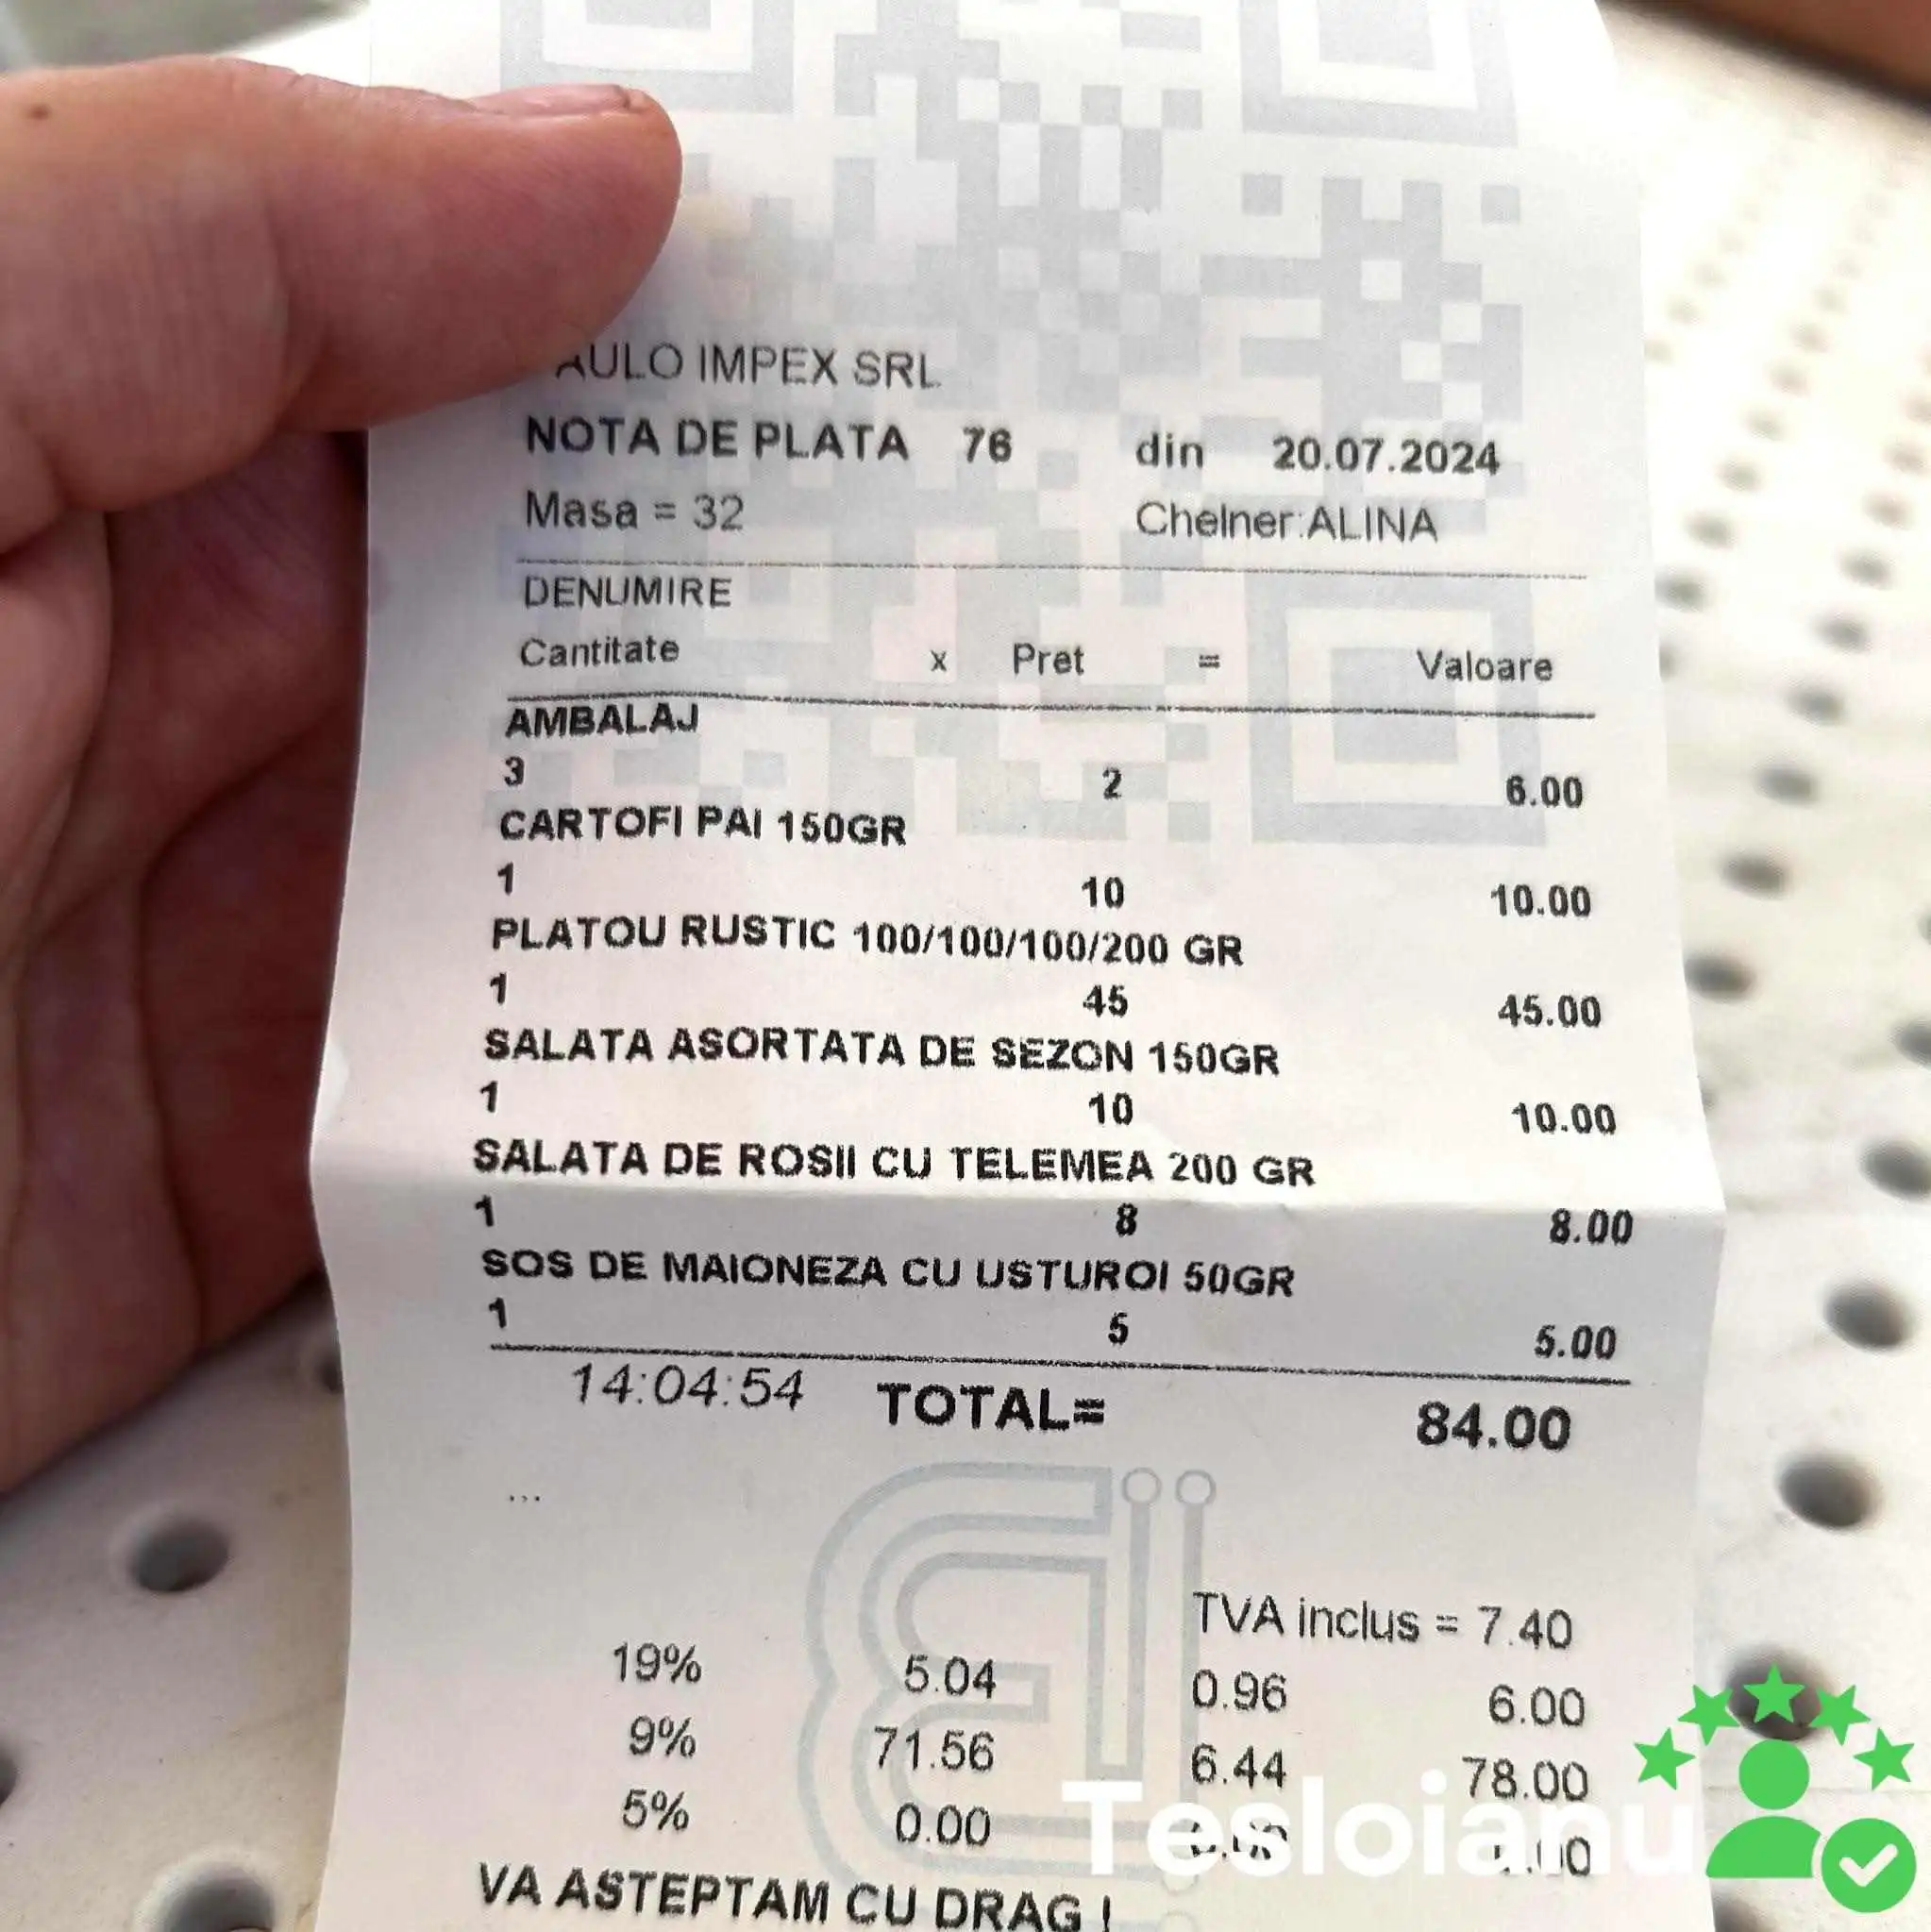 AULO IMPEX SRL
NOTA DE PLATA 76 din 20.07.2024
Masa = 32 Chelner:ALINA
DENUMIRE
Cantitate x Pret = Valoare
AMBALAJ
3 2 6.00
CARTOFI PAI 150GR
1 10 10.00
PLATOU RUSTIC 100/100/100/200 GR
1 45 45.00
SALATA ASORTATA DE SEZON 150GR
1 10 10.00
SALATA DE ROSII CU TELEMEA 200 GR
1 8 8.00
SOS DE MAIONEZA CU USTUROI 50GR
1 5 5.00
14:04:54 TOTAL= 84.00
...
TVA inclus = 7.40
19% 5.04 0.96 6.00
9% 71.56 6.44 78.00
5% 0.00
Tesloianu
VA ASTEPTAM CU DRAG !